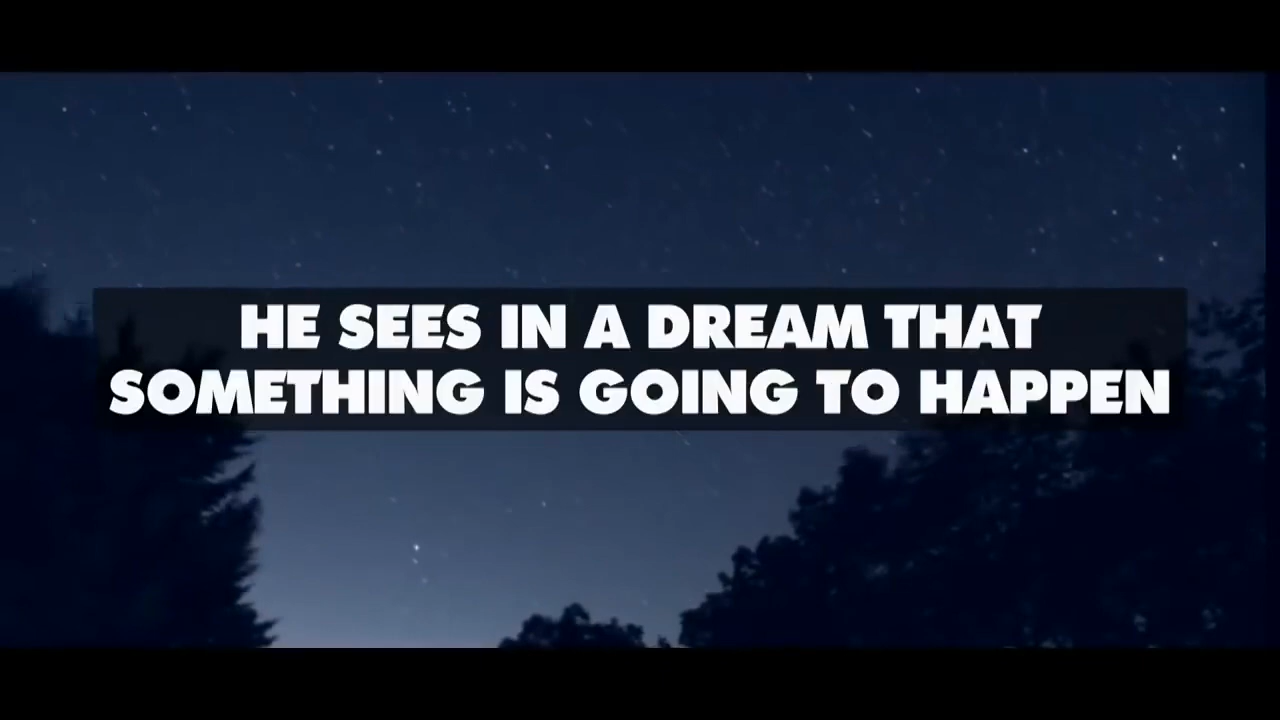 HE SEES IN A DREAM THAT
SOMETHING IS GOING TO HAPPEN